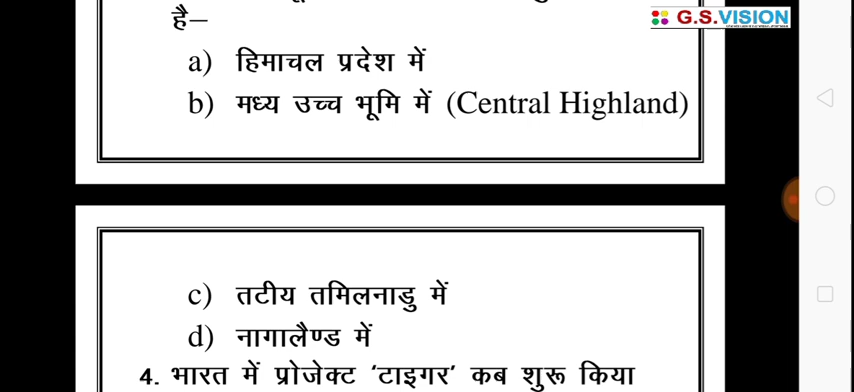 G.S.VISION
है–
a) हिमाचल प्रदेश में
b) मध्य उच्च भूमि में (Central Highland)
c) तटीय तमिलनाडु में
d) नागालैण्ड में
4. भारत में प्रोजेक्ट ‘टाइगर’ कब शुरू किया